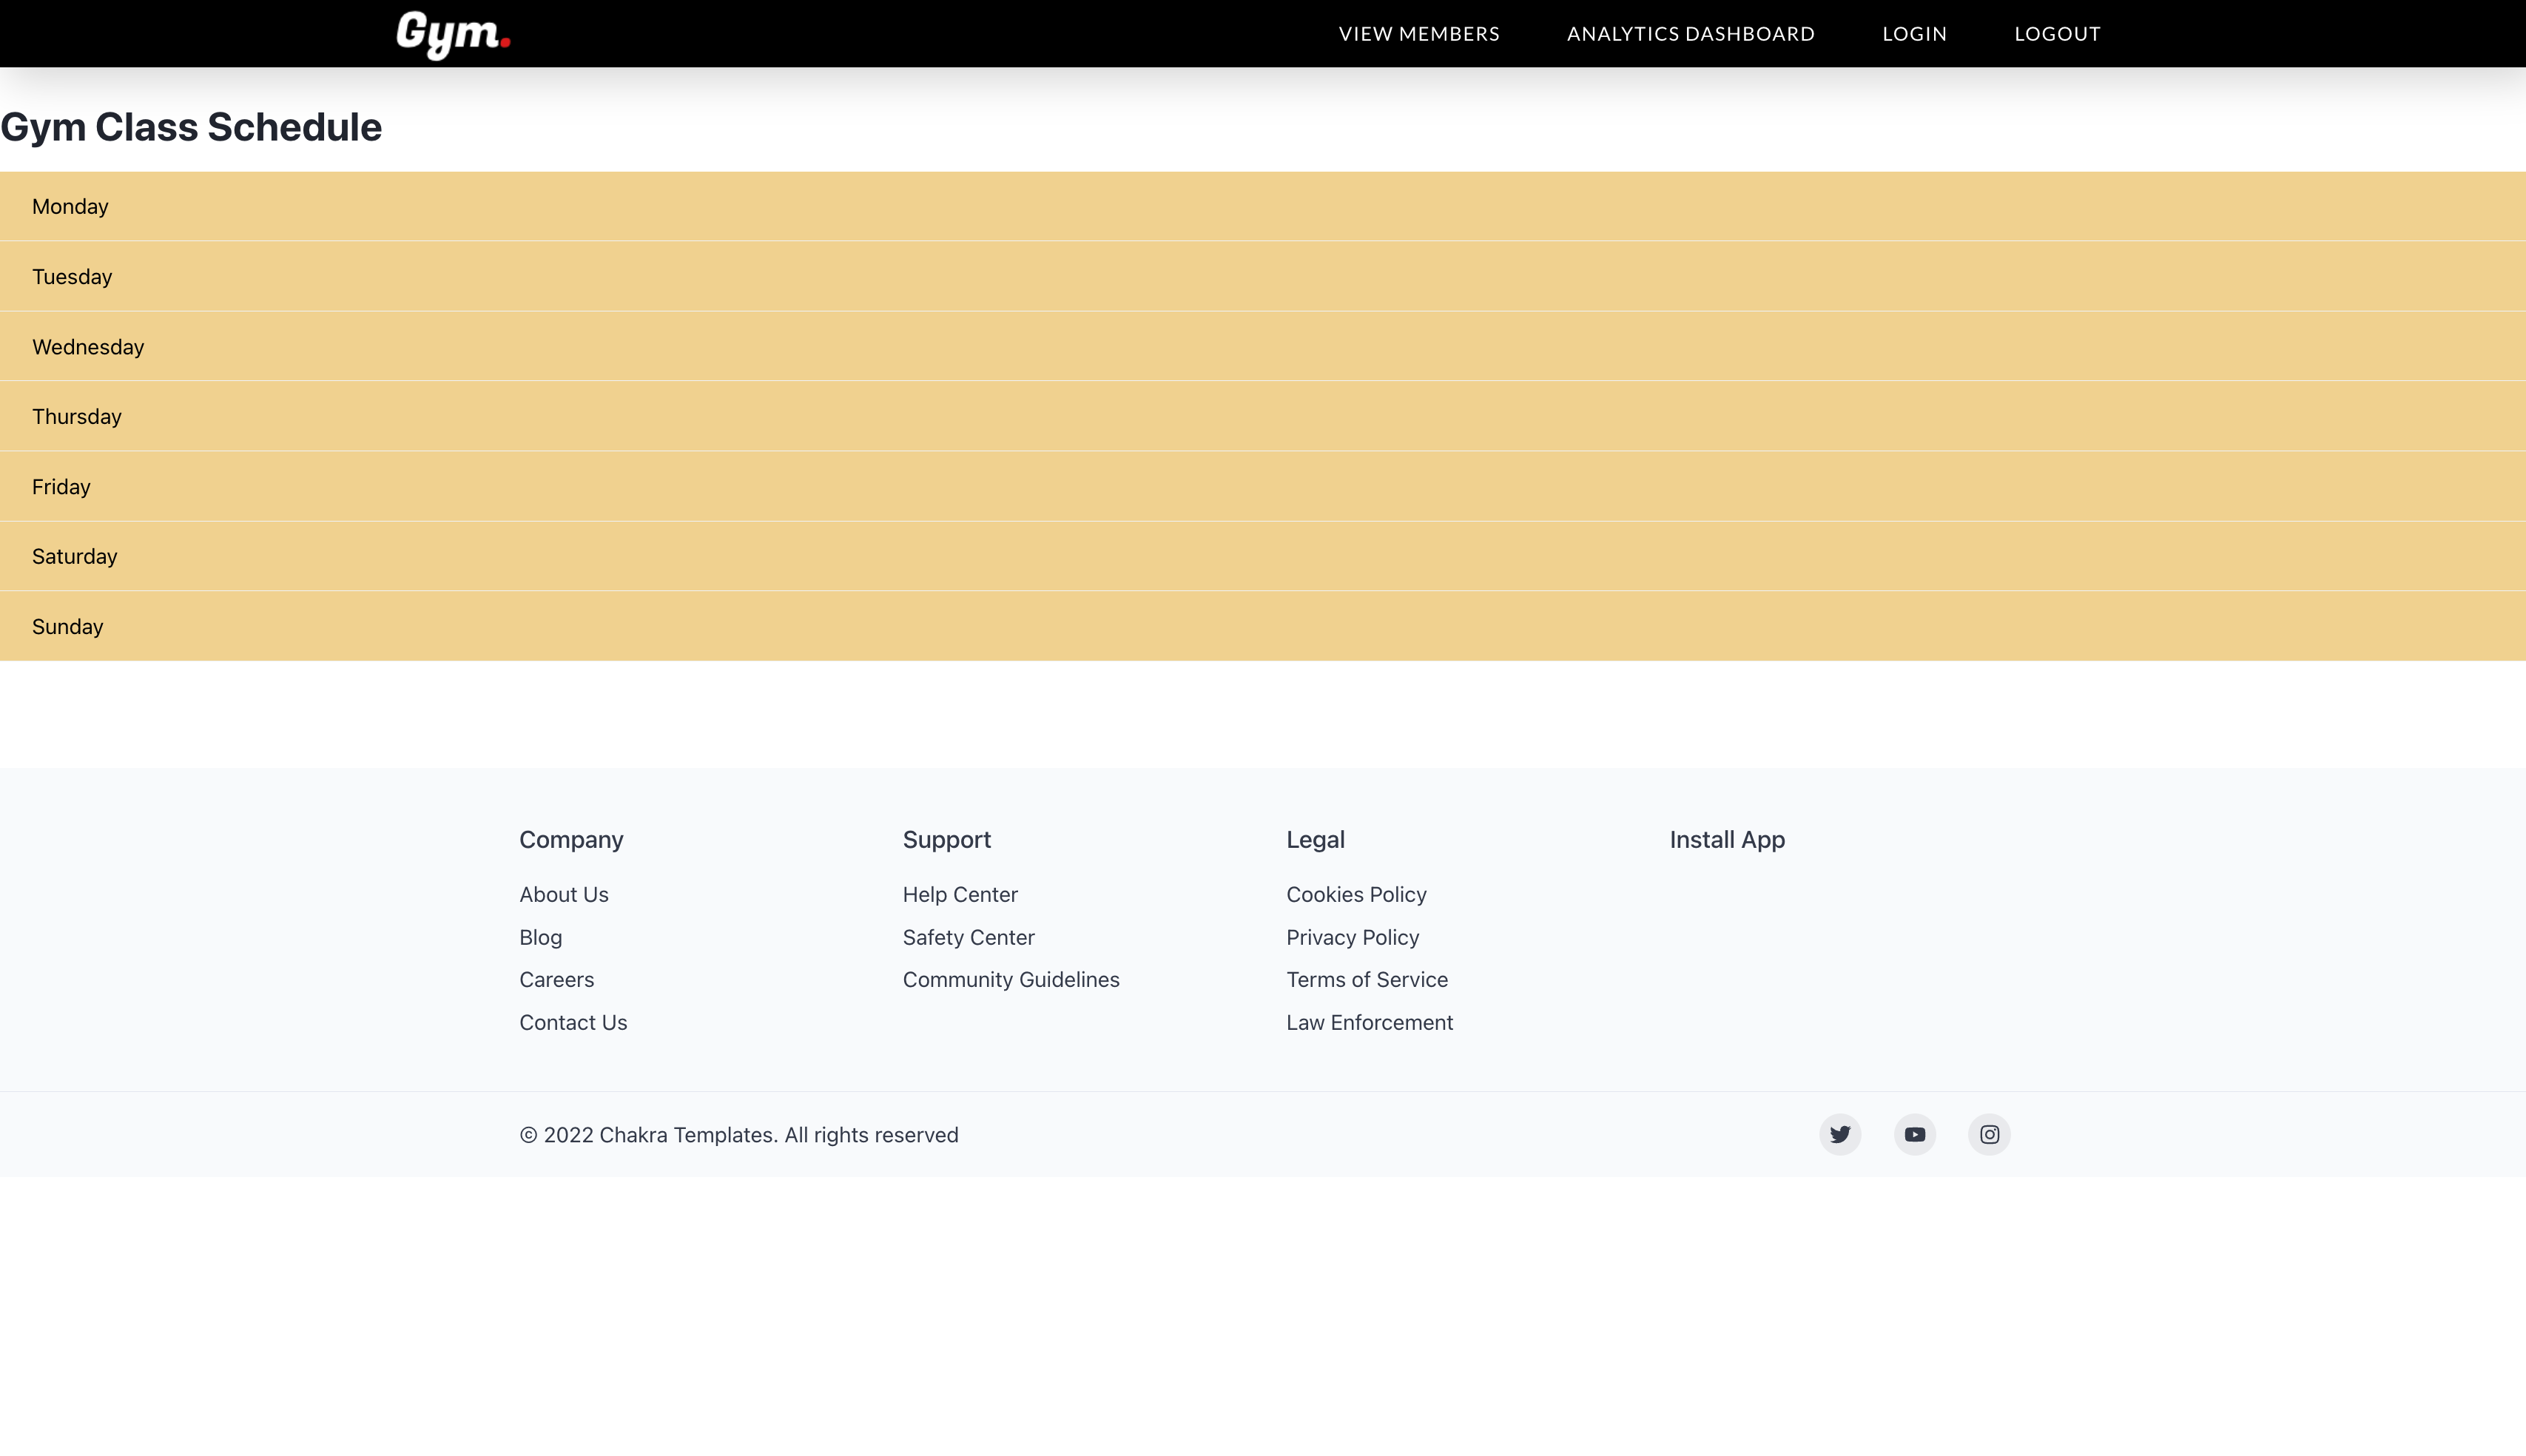 Gym.
VIEW MEMBERS ANALYTICS DASHBOARD LOGIN LOGOUT
Gym Class Schedule
Monday
Tuesday
Wednesday
Thursday
Friday
Saturday
Sunday
Company Support Legal Install App
About Us Help Center Cookies Policy
Blog Safety Center Privacy Policy
Careers Community Guidelines Terms of Service
Contact Us Law Enforcement
© 2022 Chakra Templates. All rights reserved